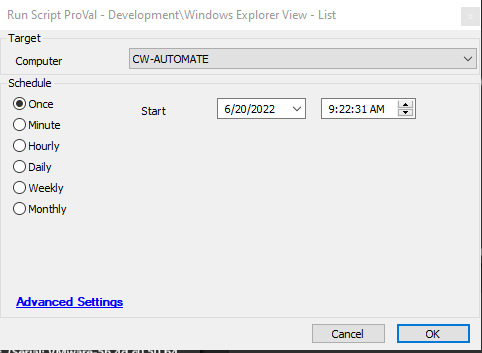 Run Script ProVal - Development\Windows Explorer View - List
Target
Computer CW-AUTOMATE
Schedule
Once Start 6/20/2022 9:22:31 AM
Minute
Hourly
Daily
Weekly
Monthly
Advanced Settings
Cancel OK